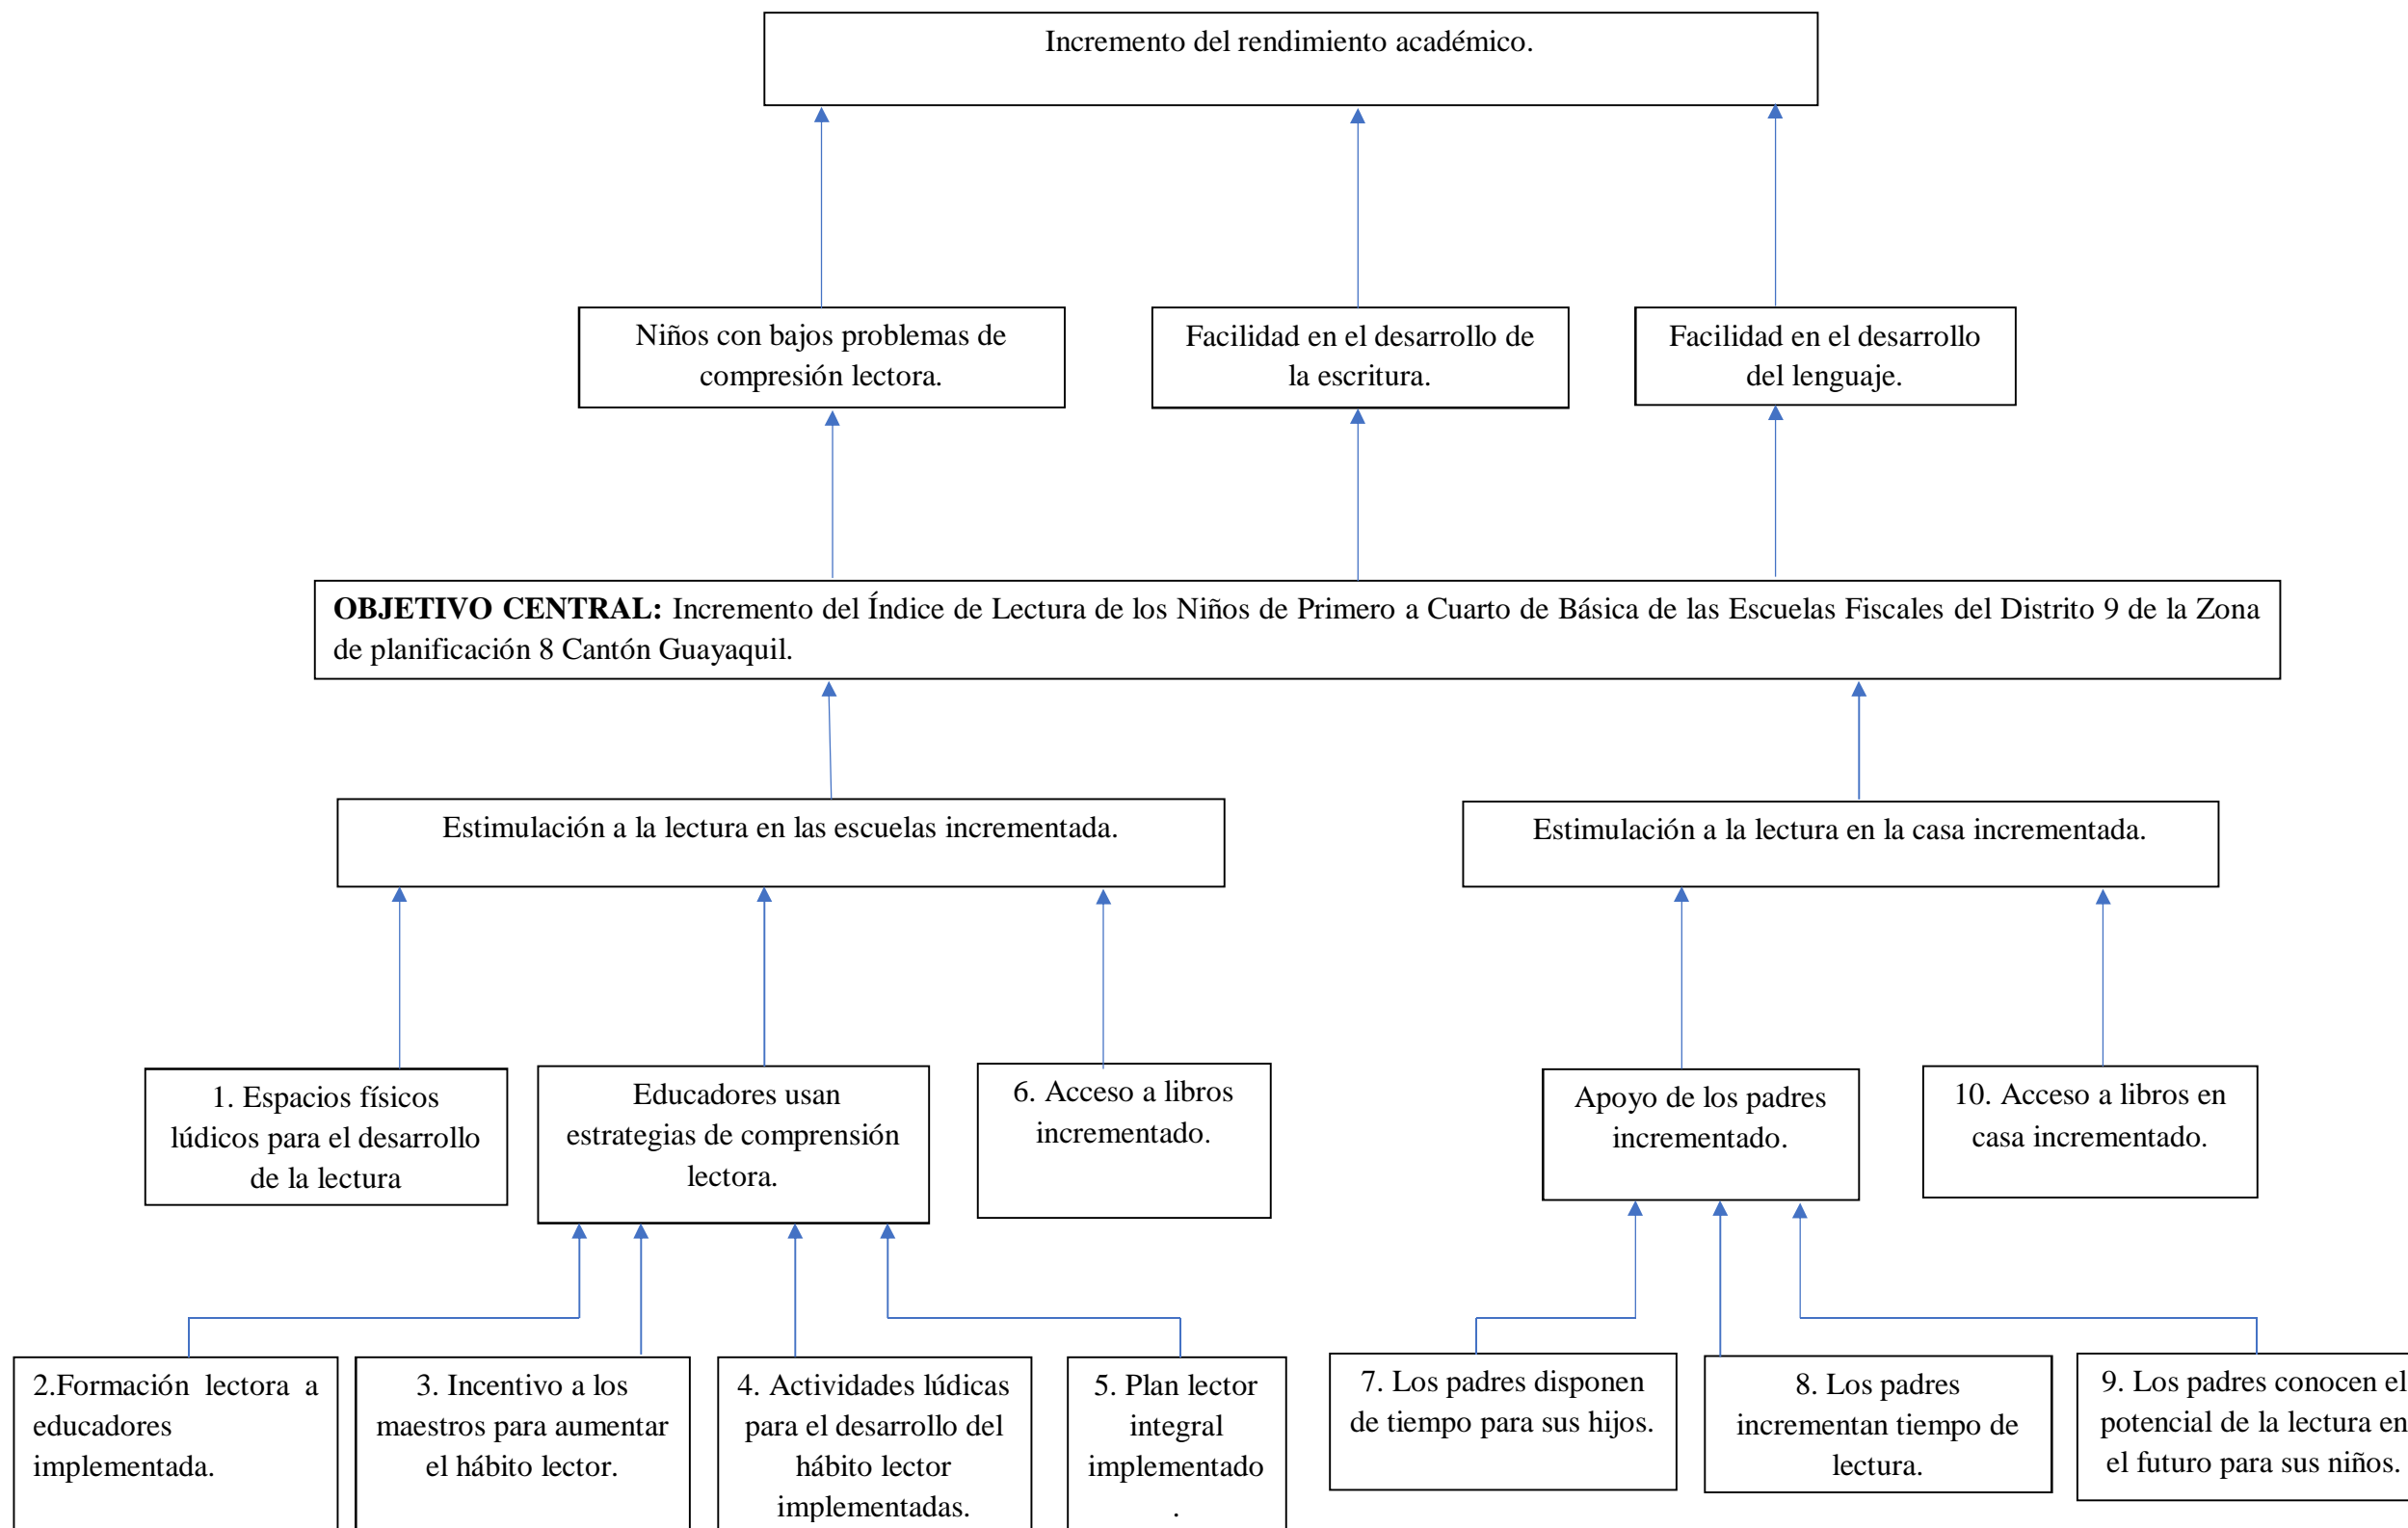 Incremento del rendimiento académico.
Niños con bajos problemas de
compresión lectora.
Facilidad en el desarrollo de
la escritura.
Facilidad en el desarrollo
del lenguaje.
OBJETIVO CENTRAL: Incremento del Índice de Lectura de los Niños de Primero a Cuarto de Básica de las Escuelas Fiscales del Distrito 9 de la Zona
de planificación 8 Cantón Guayaquil.
Estimulación a la lectura en las escuelas incrementada.
Estimulación a la lectura en la casa incrementada.
1. Espacios físicos
lúdicos para el desarrollo
de la lectura
Educadores usan
estrategias de comprensión
lectora.
6. Acceso a libros
incrementado.
Apoyo de los padres
incrementado.
10. Acceso a libros en
casa incrementado.
2.Formación lectora a
educadores
implementada.
3. Incentivo a los
maestros para aumentar
el hábito lector.
4. Actividades lúdicas
para el desarrollo del
hábito lector
implementadas.
5. Plan lector
integral
implementado
.
7. Los padres disponen
de tiempo para sus hijos.
8. Los padres
incrementan tiempo de
lectura.
9. Los padres conocen el
potencial de la lectura en
el futuro para sus niños.